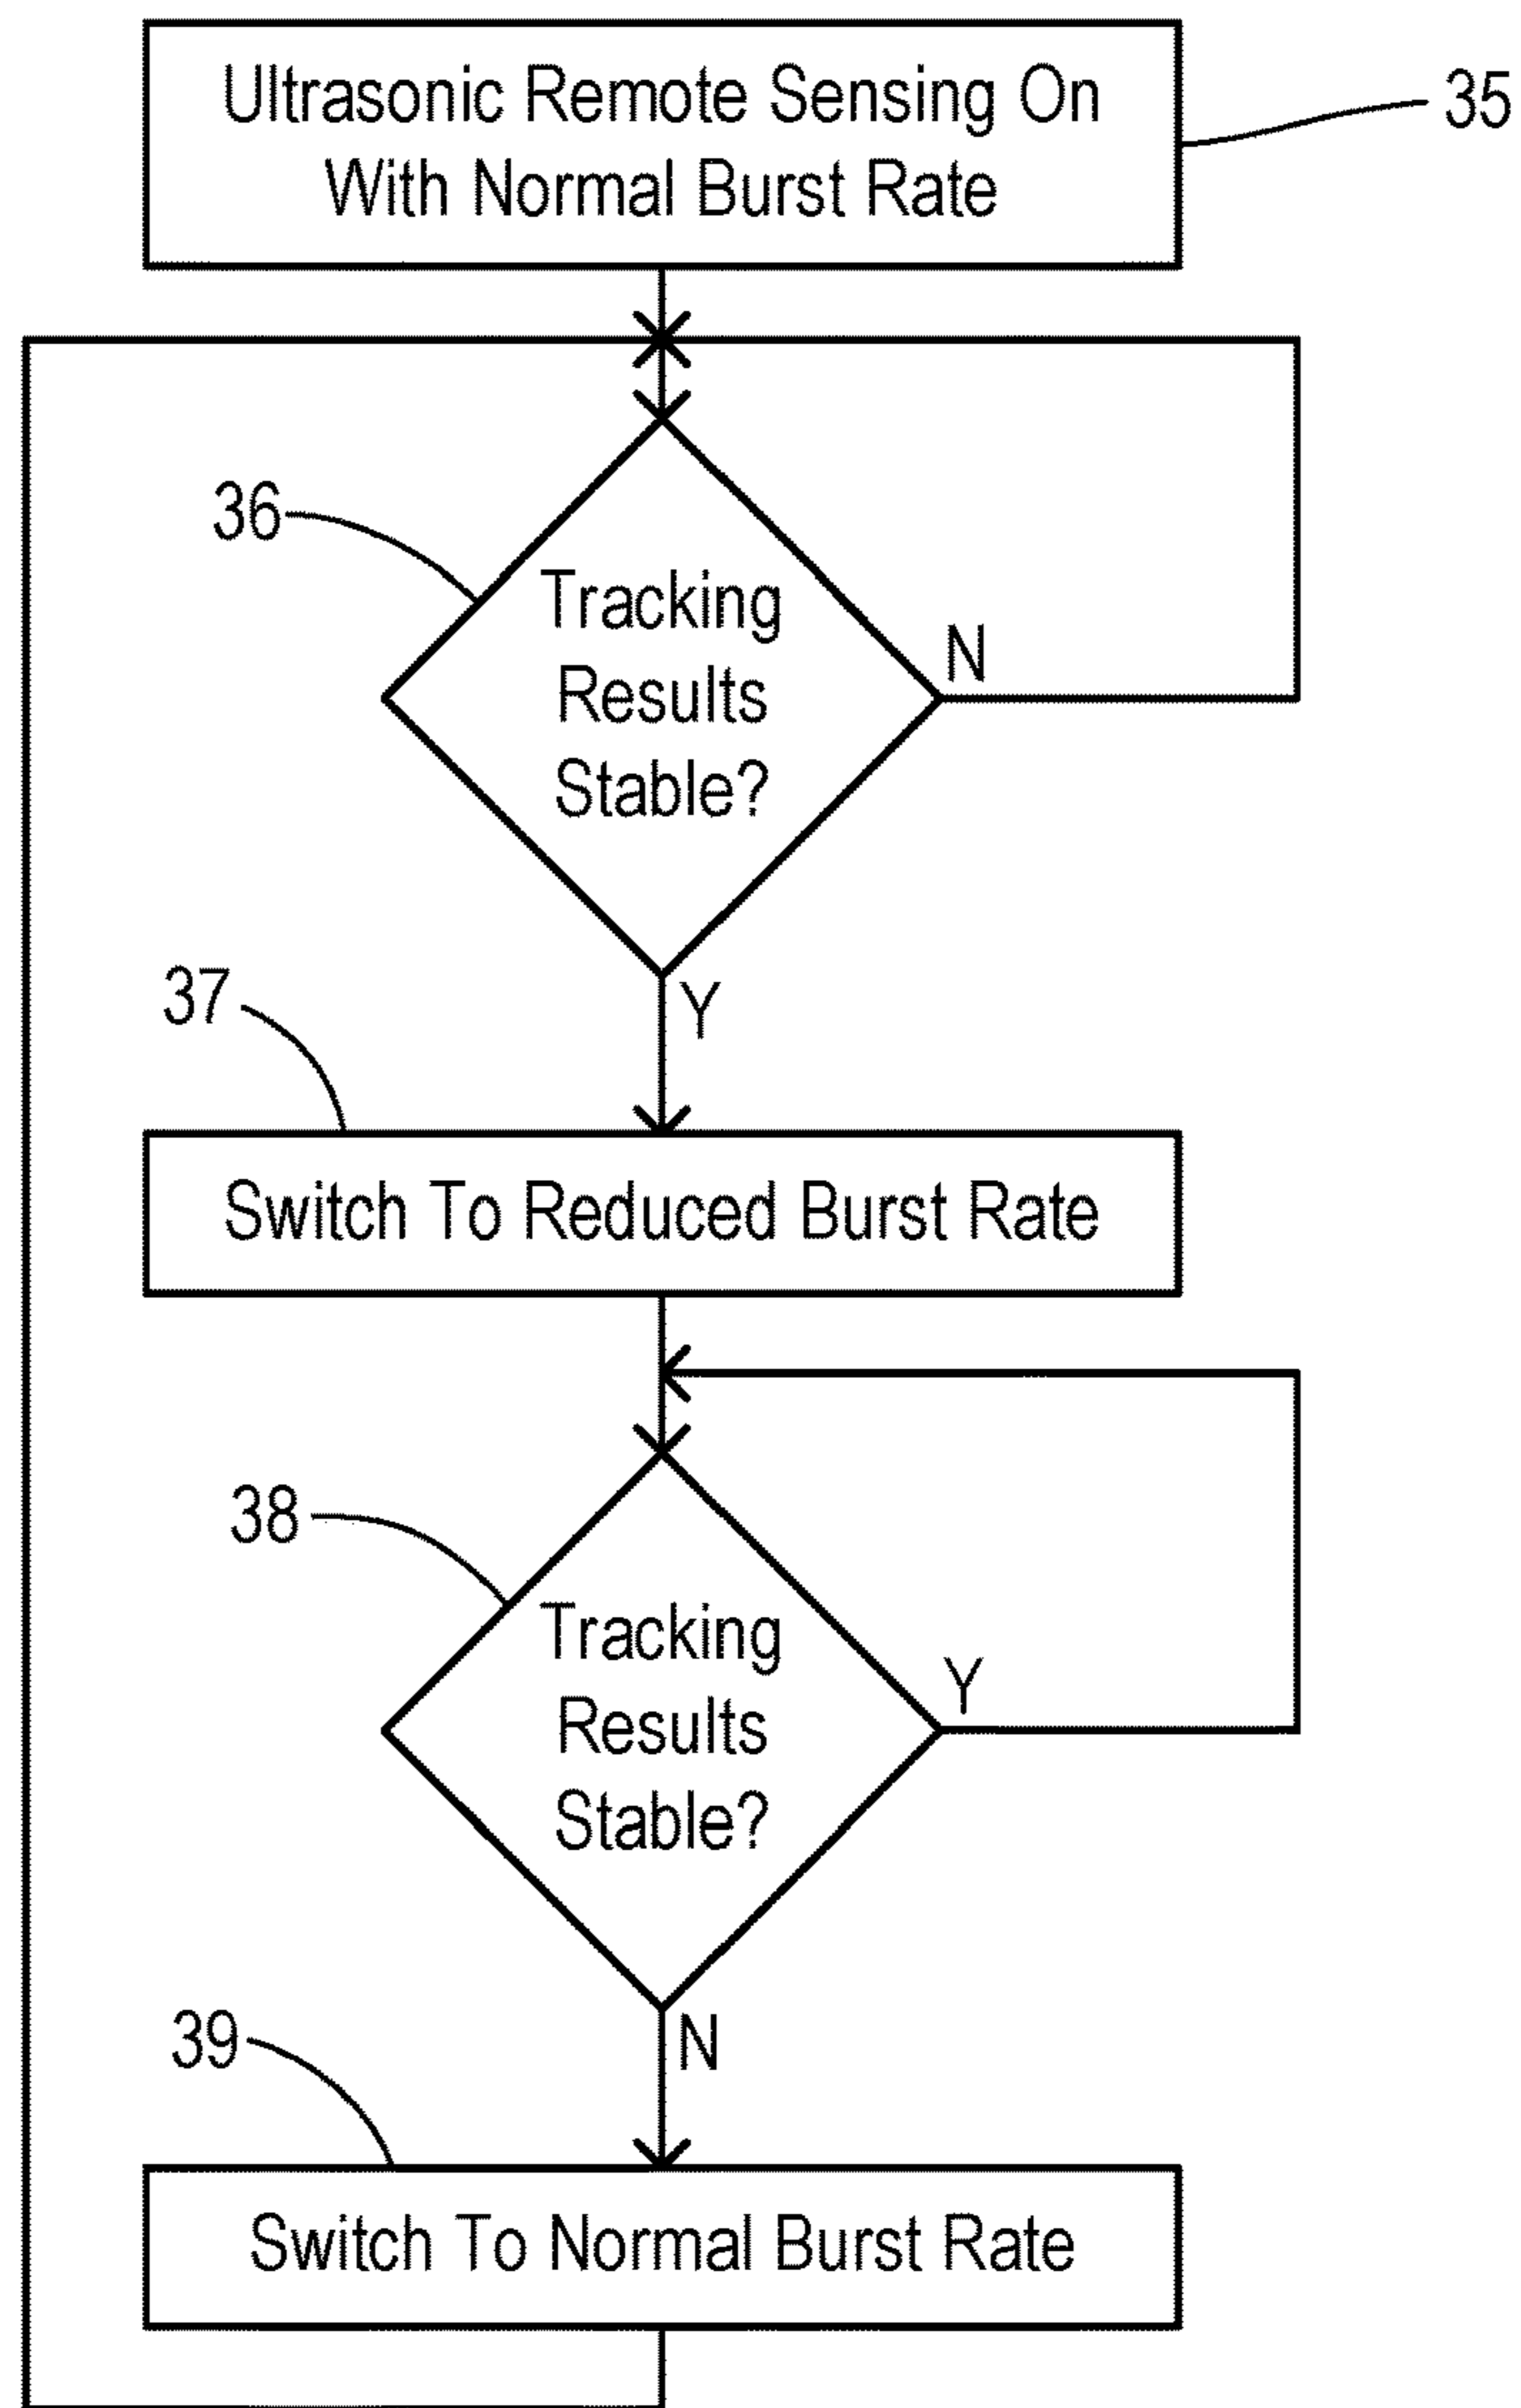 Ultrasonic Remote Sensing On
With Normal Burst Rate
35
36
Tracking
Results
Stable?
N
Y
37
Switch To Reduced Burst Rate
38
Tracking
Results
Stable?
Y
N
39
Switch To Normal Burst Rate